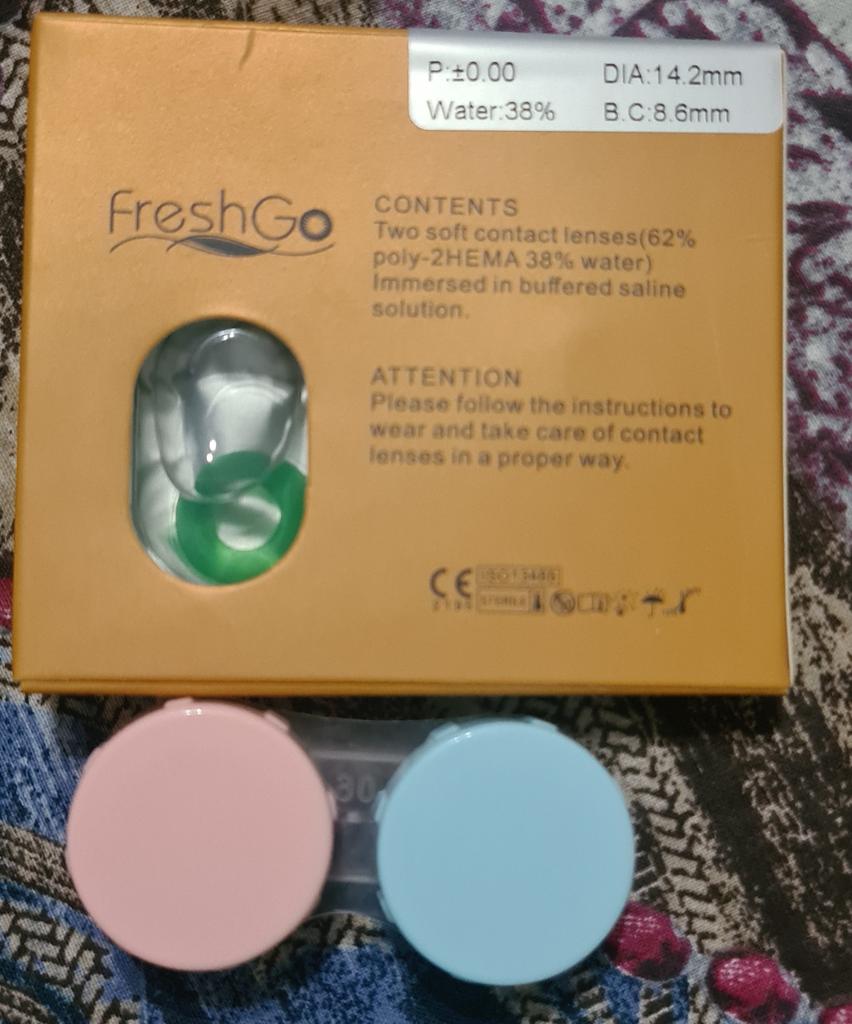 P:±0.00 DIA:14.2mm
Water:38% B.C:8.6mm
FreshGo
CONTENTS
Two soft contact lenses(62%
poly-2HEMA 38% water)
Immersed in buffered saline
solution.
ATTENTION
Please follow the instructions to
wear and take care of contact
lenses in a proper way.
CE ISO13485
STERILE
30